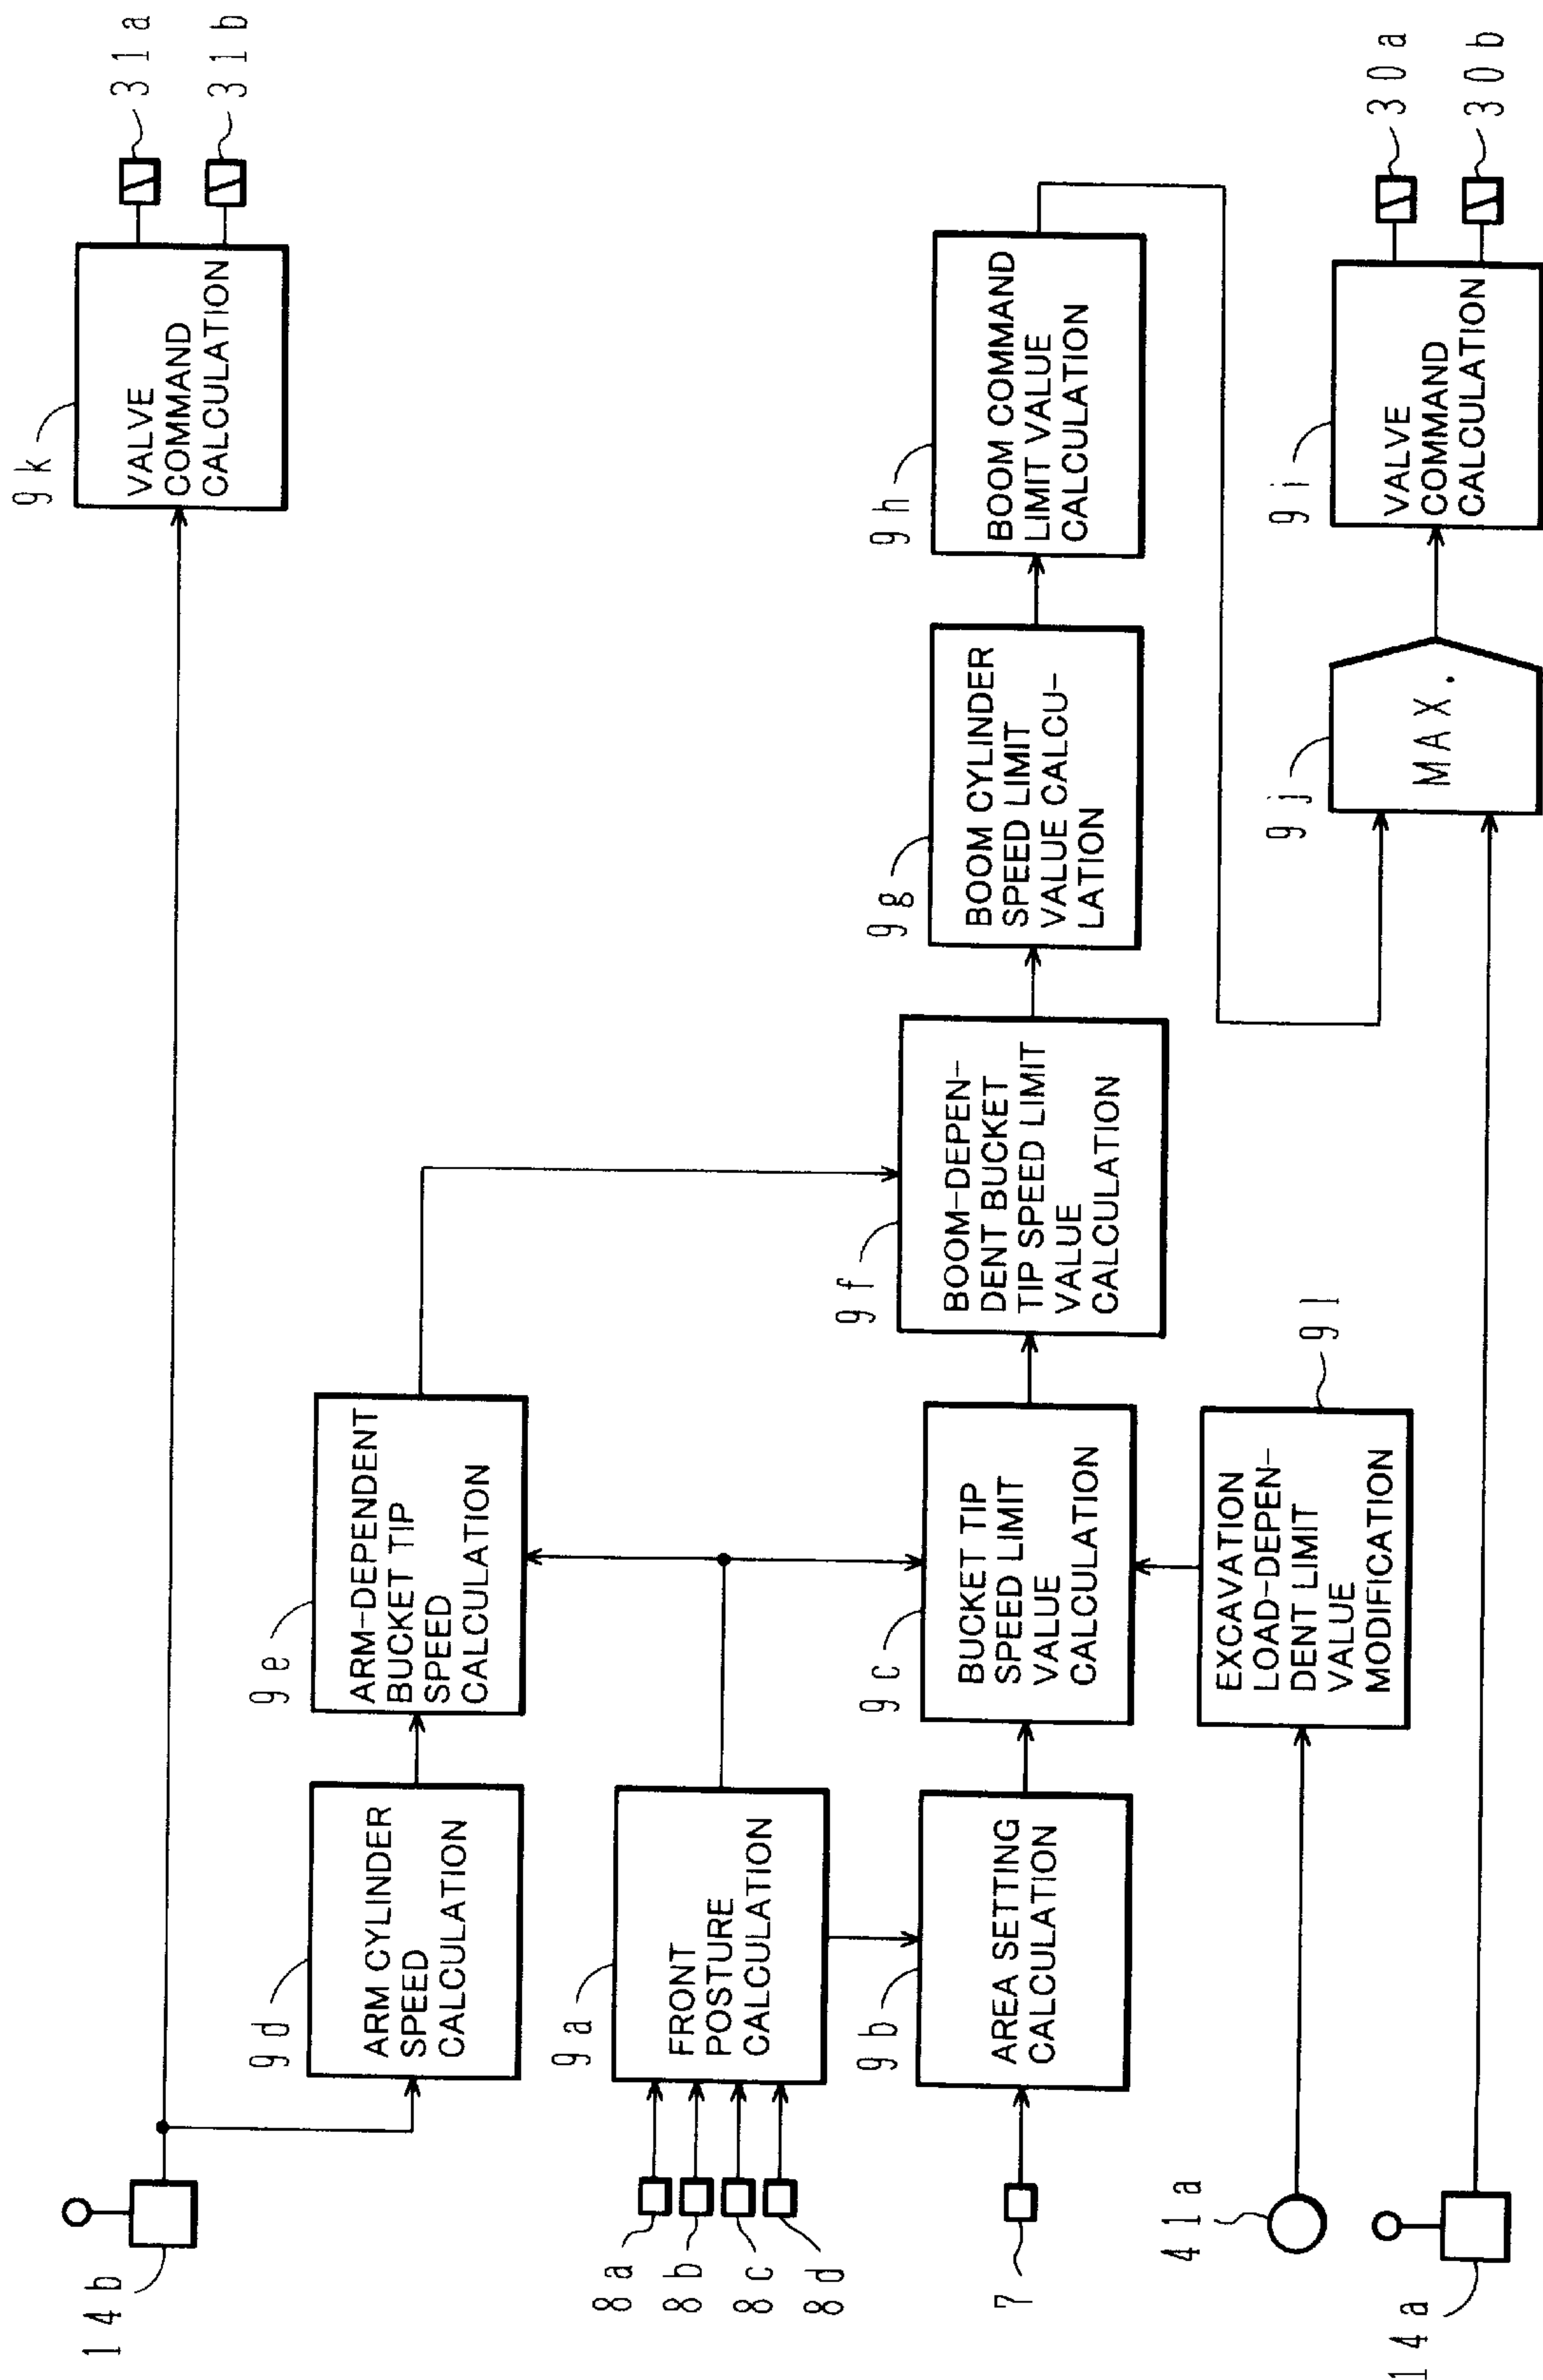 14b
9k
VALVE
COMMAND
CALCULATION
31a
31b
9d
ARM CYLINDER
SPEED
CALCULATION
9e
ARM-DEPENDENT
BUCKET TIP
SPEED
CALCULATION
8a
8b
8c
8d
9a
FRONT
POSTURE
CALCULATION
7
9b
AREA SETTING
CALCULATION
9c
BUCKET TIP
SPEED LIMIT
VALUE
CALCULATION
9f
BOOM-DEPEN-
DENT BUCKET
TIP SPEED LIMIT
VALUE
CALCULATION
9g
BOOM CYLINDER
SPEED LIMIT
VALUE CALCU-
LATION
9h
BOOM COMMAND
LIMIT VALUE
CALCULATION
41a
EXCAVATION
LOAD-DEPEN-
DENT LIMIT
VALUE
MODIFICATION
9l
14a
9j
MAX.
9i
VALVE
COMMAND
CALCULATION
30a
30b